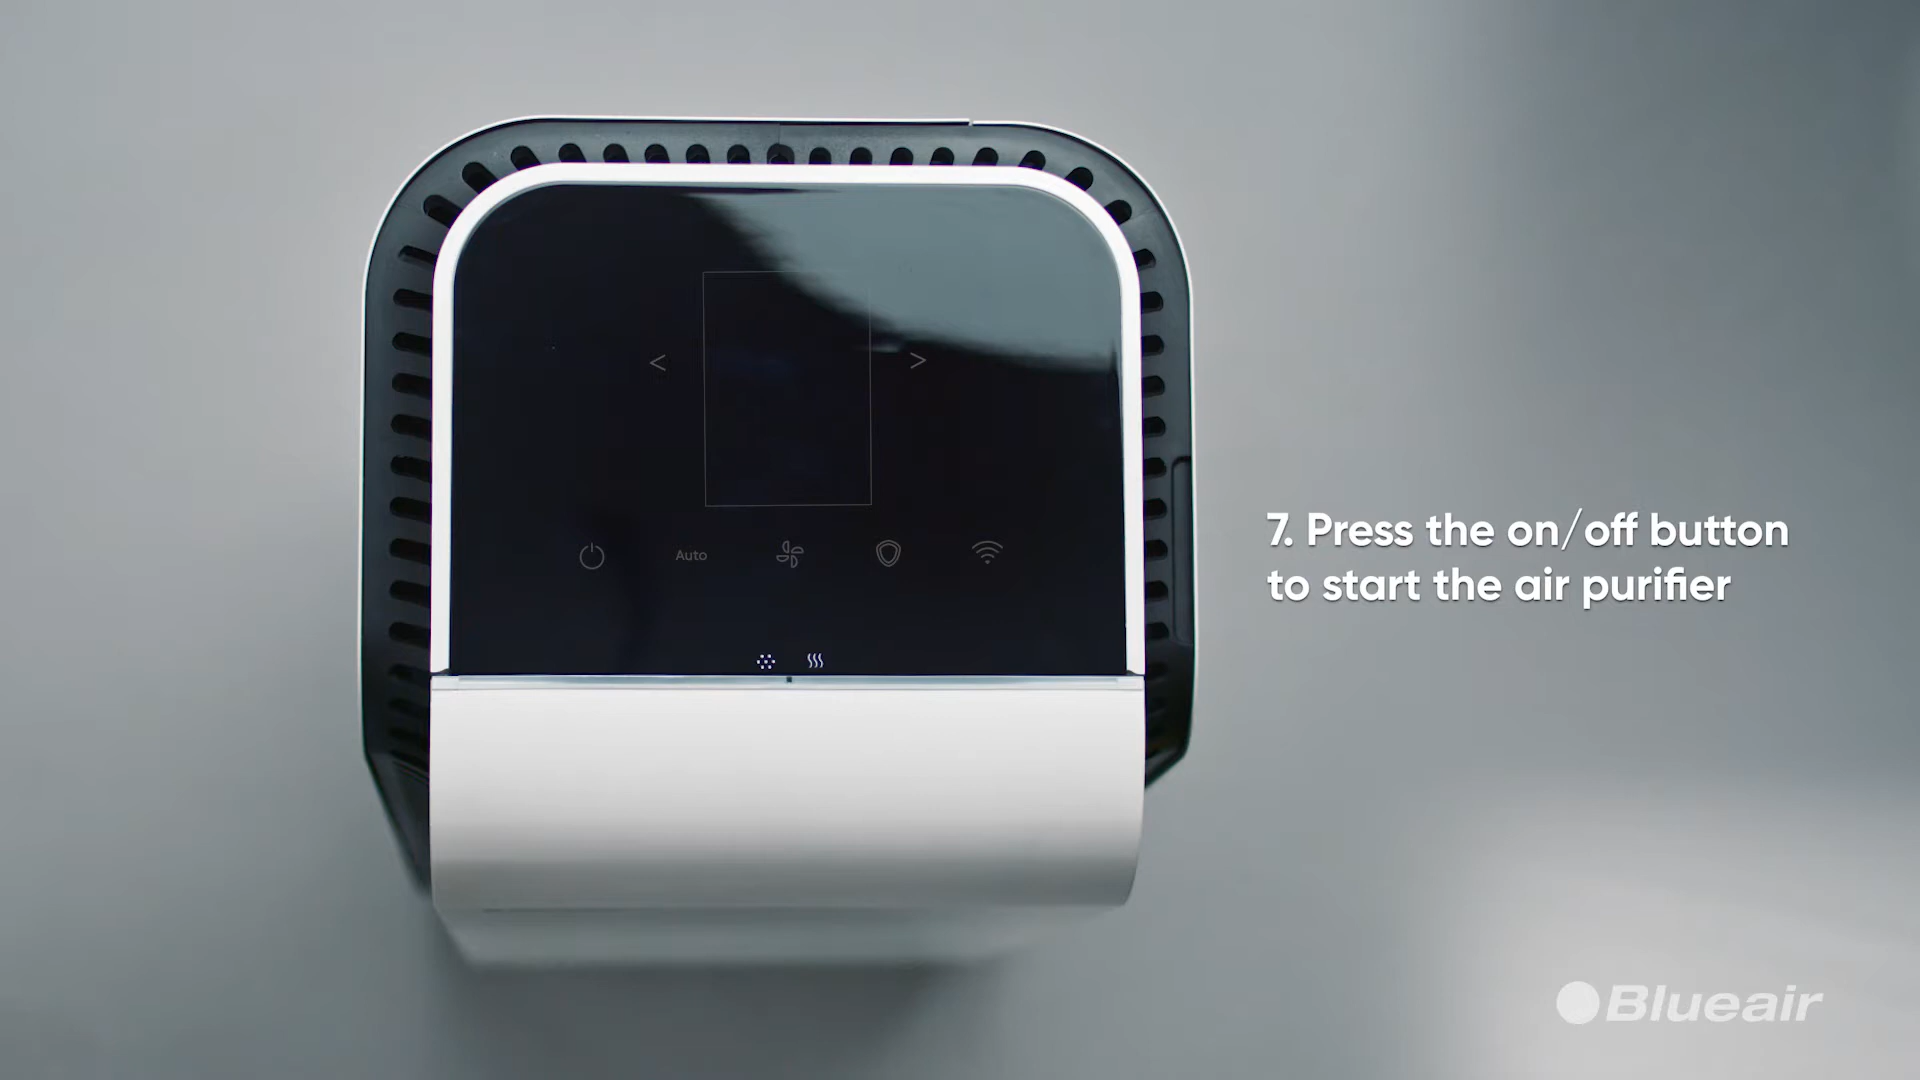 <
>
Auto
7. Press the on/off button
to start the air purifier
Blueair